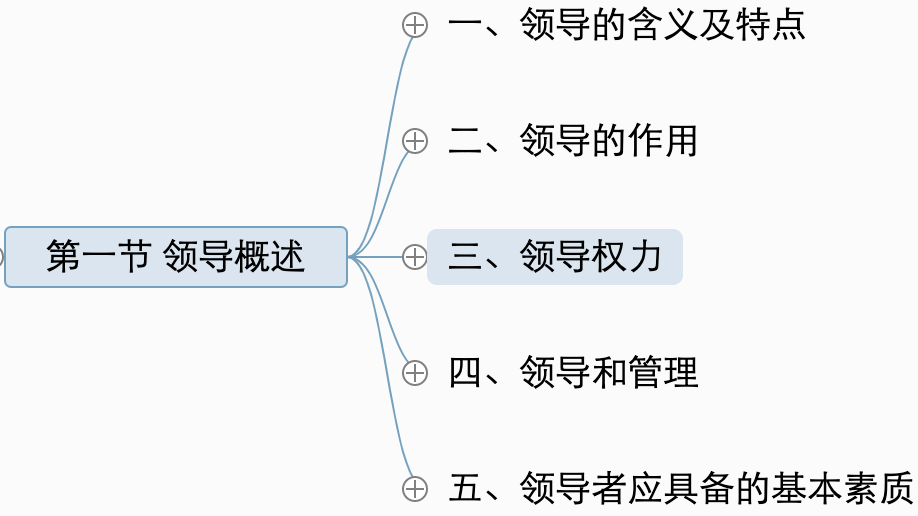 一、领导的含义及特点
二、领导的作用
第一节 领导概述
三、领导权力
四、领导和管理
五、领导者应具备的基本素质